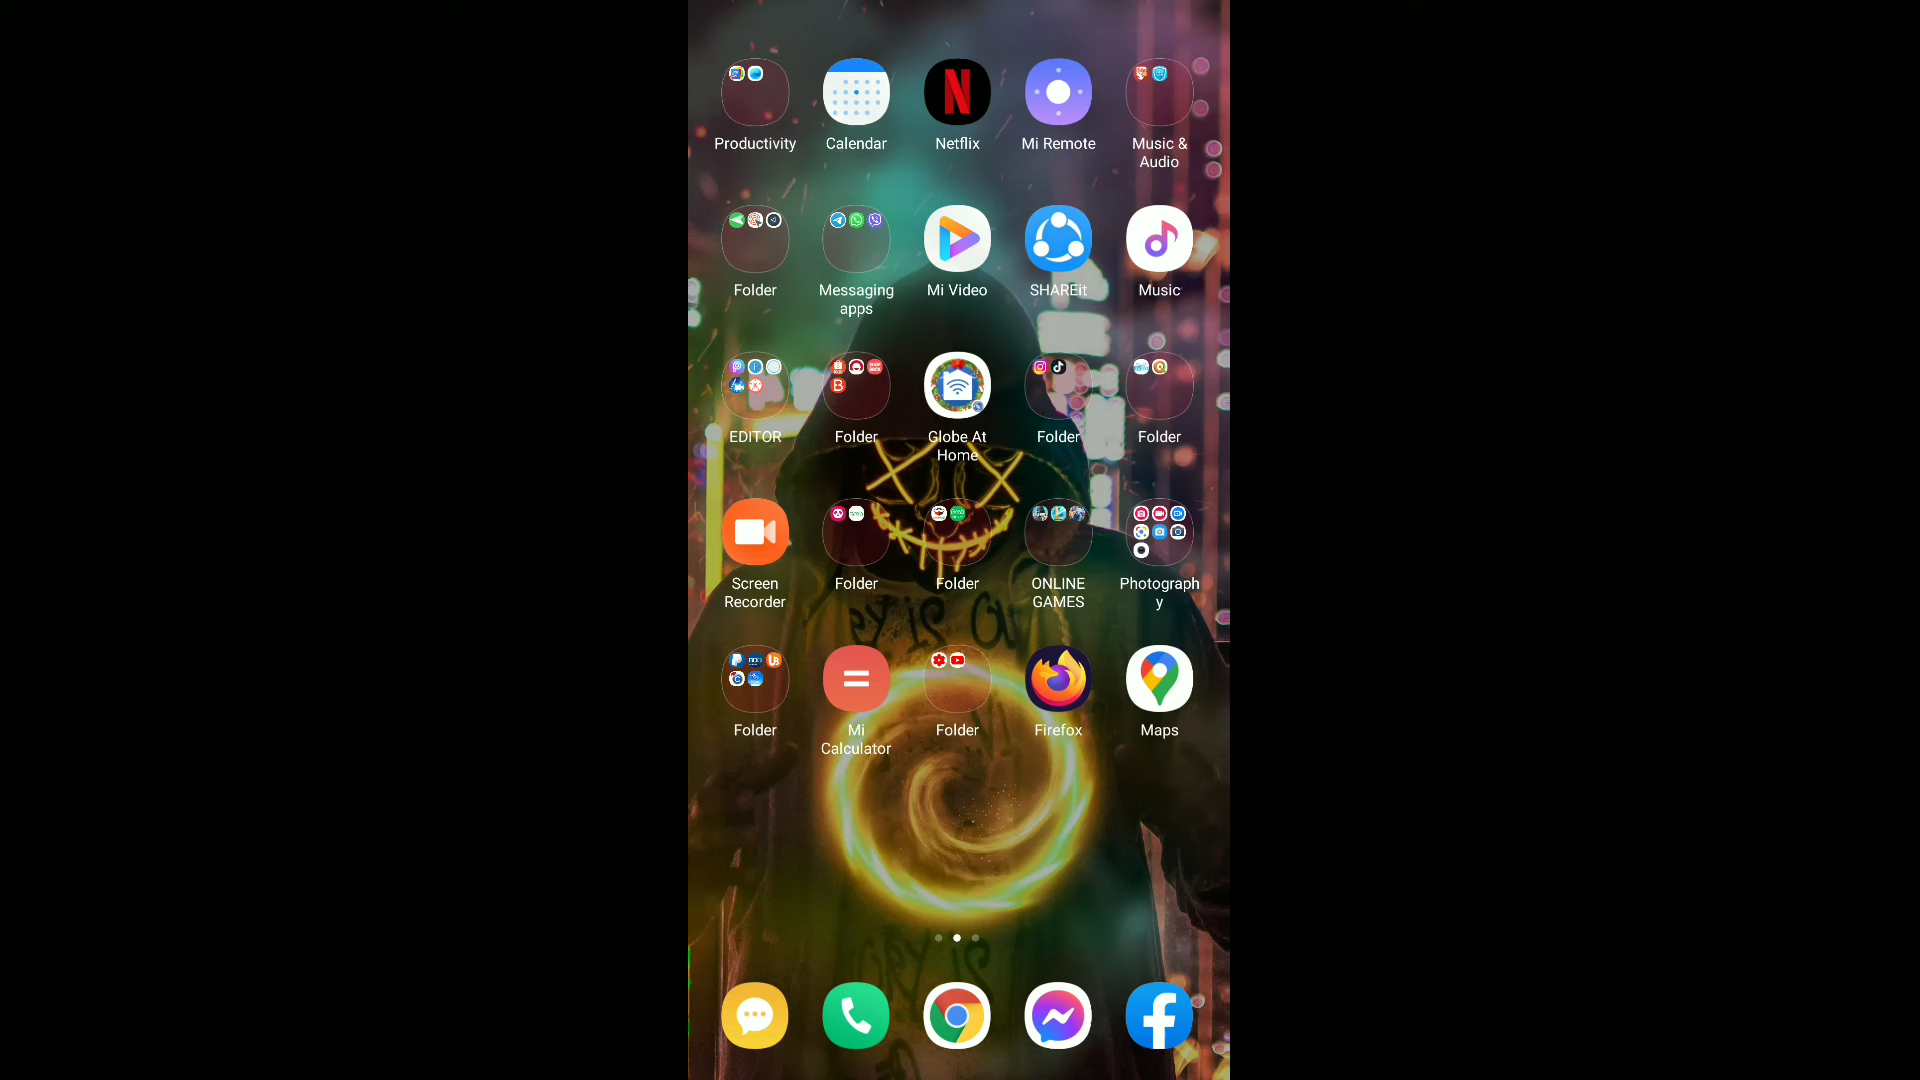 Productivity
Calendar
Netflix
Mi Remote
Music &
Audio
Folder
Messaging
apps
Mi Video
SHAREit
Music
EDITOR
Folder
Globe At
Home
Folder
Folder
Screen
Recorder
Folder
Folder
ONLINE
GAMES
Photograph
y
Folder
Mi
Calculator
Folder
Firefox
Maps